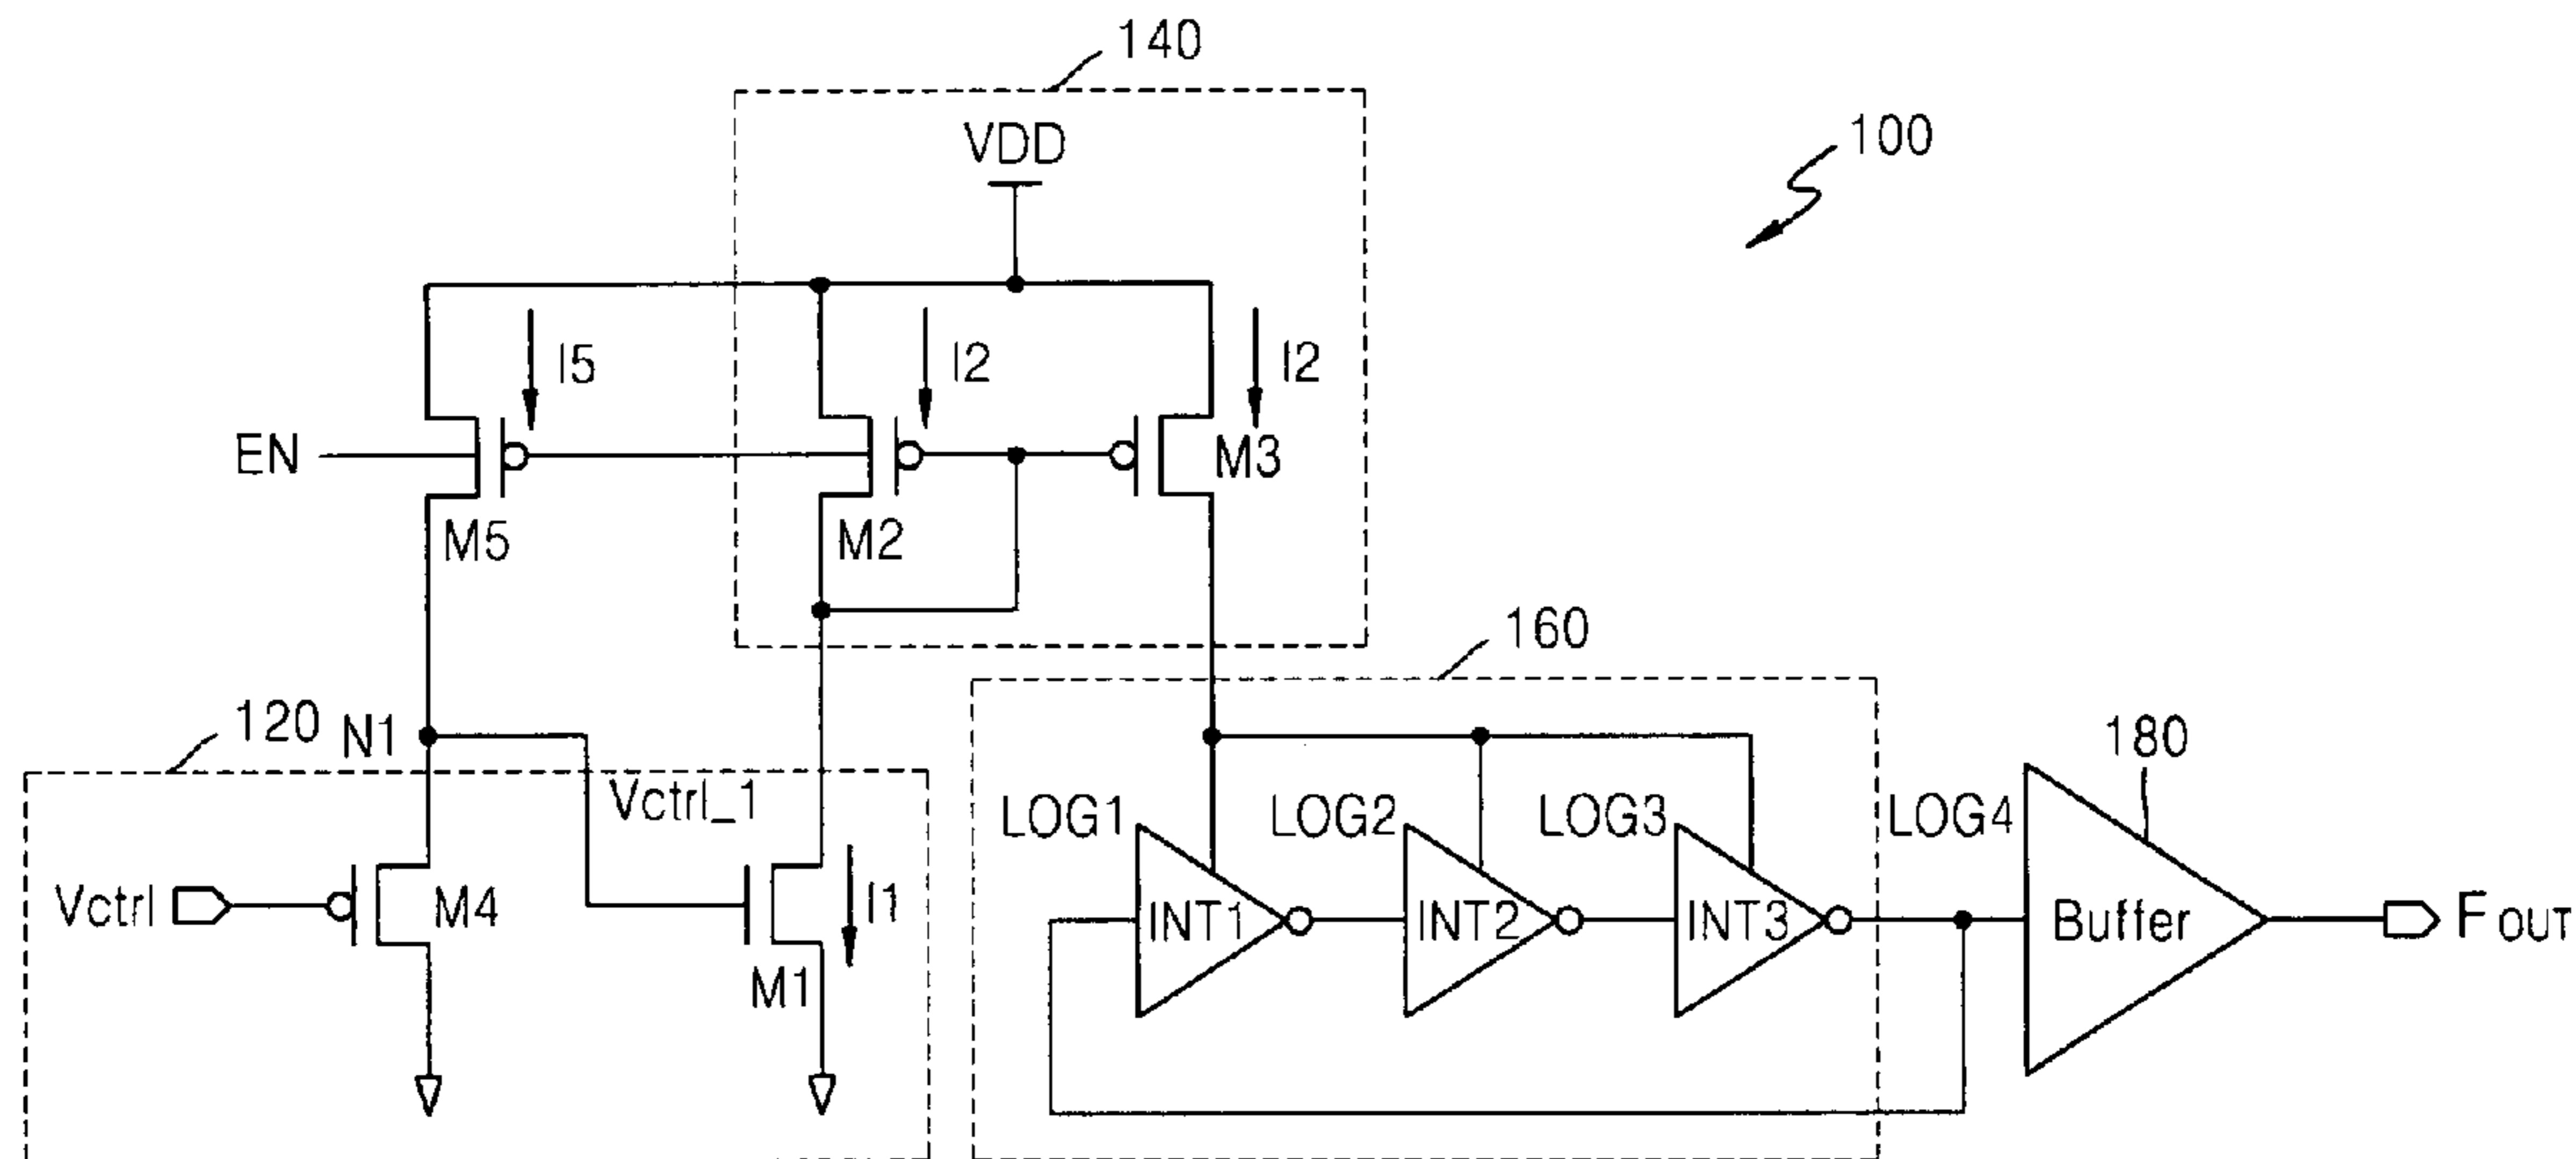 140
VDD
100
I5
I2
I2
EN
M5
M2
M3
160
120
N1
180
Vctrl_1
LOG1
LOG2
LOG3
LOG4
Vctrl
M4
I1
M1
INT1
INT2
INT3
Buffer
FOUT